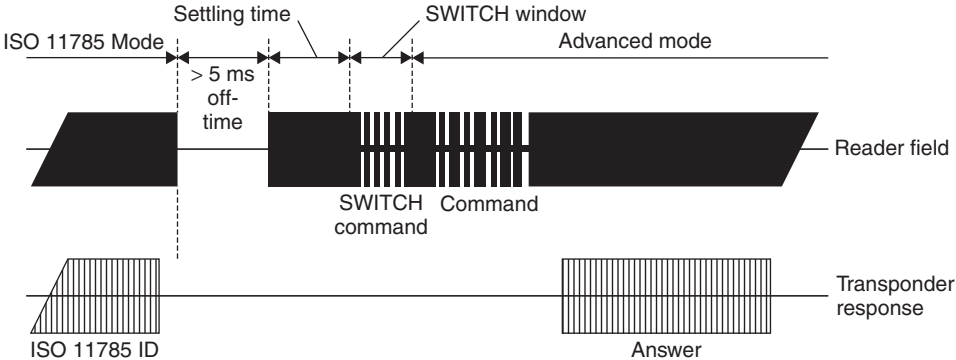 Settling time
SWITCH window
ISO 11785 Mode
Advanced mode
> 5 ms
off-
time
Reader field
SWITCH
command
Command
Transponder
response
ISO 11785 ID
Answer